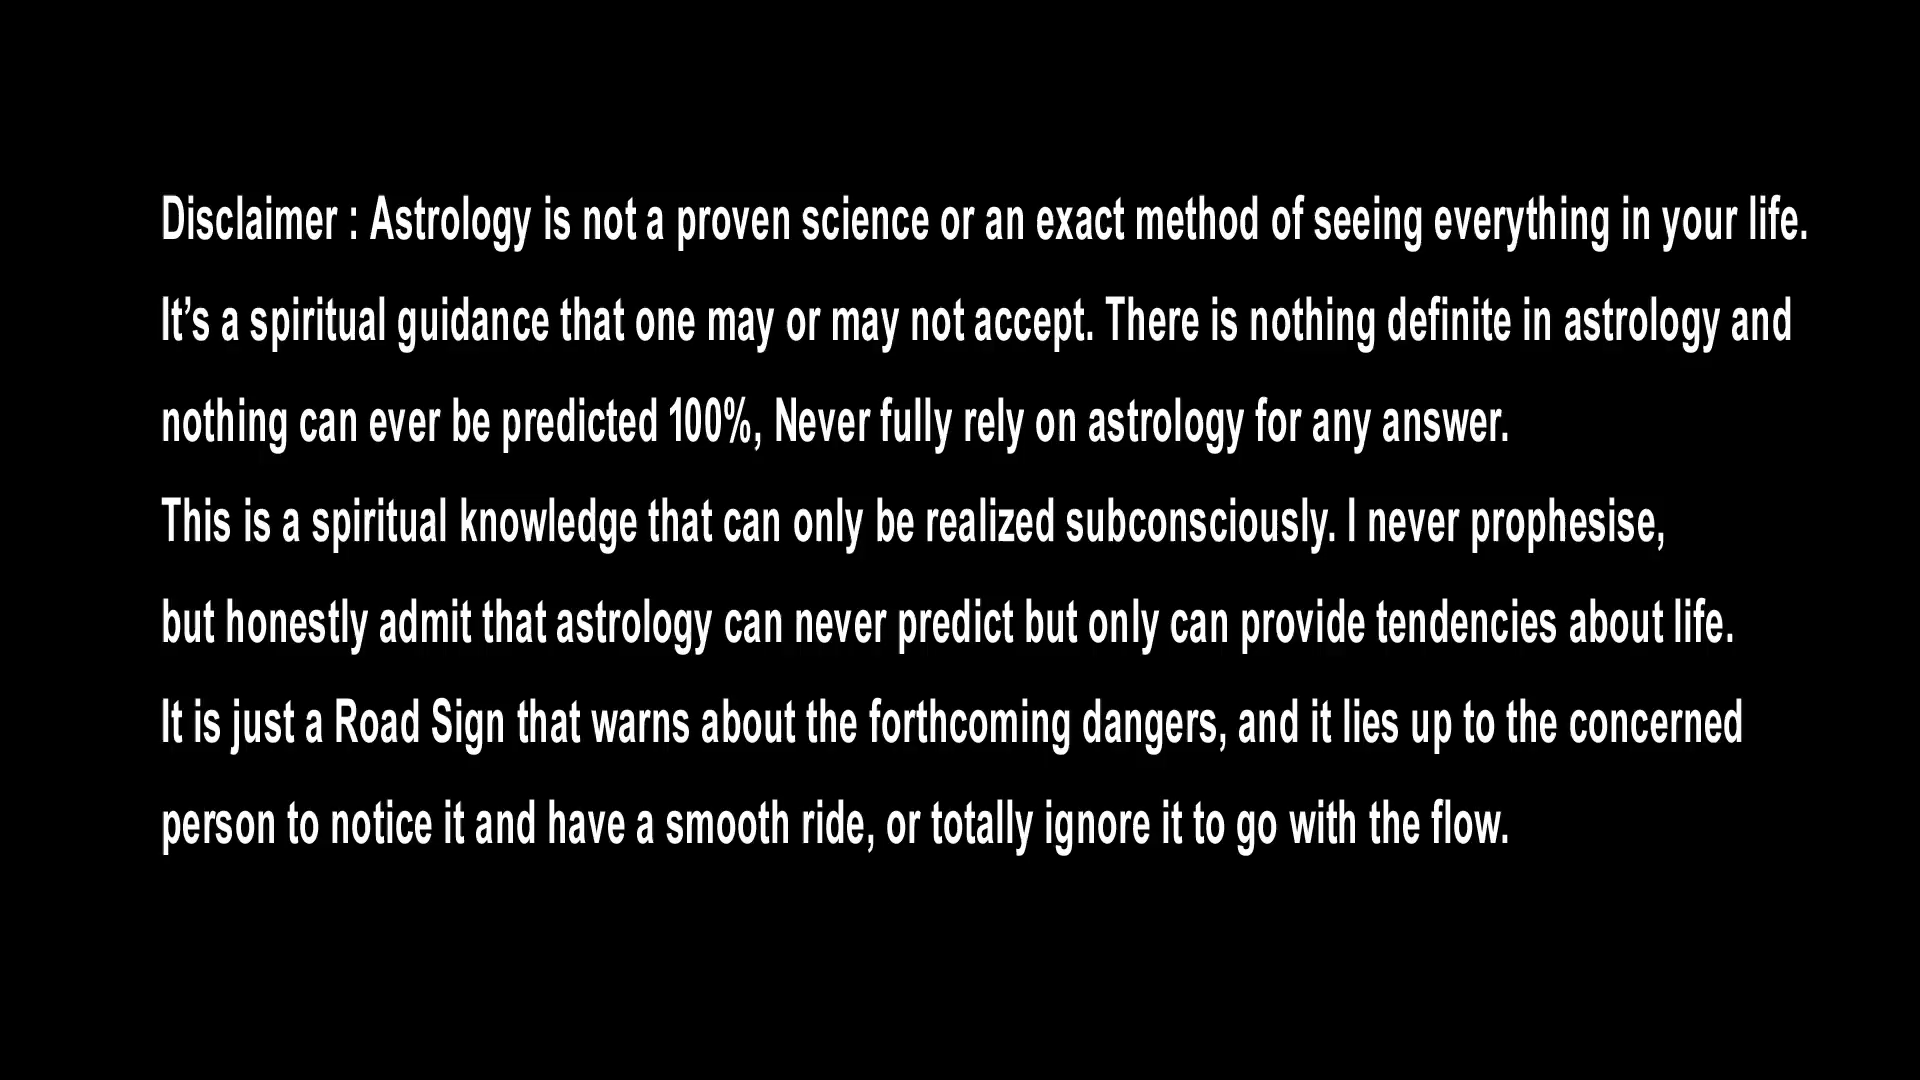 Disclaimer : Astrology is not a proven science or an exact method of seeing everything in your life.
It’s a spiritual guidance that one may or may not accept. There is nothing definite in astrology and
nothing can ever be predicted 100%, Never fully rely on astrology for any answer.
This is a spiritual knowledge that can only be realized subconsciously. I never prophesise,
but honestly admit that astrology can never predict but only can provide tendencies about life.
It is just a Road Sign that warns about the forthcoming dangers, and it lies up to the concerned
person to notice it and have a smooth ride, or totally ignore it to go with the flow.